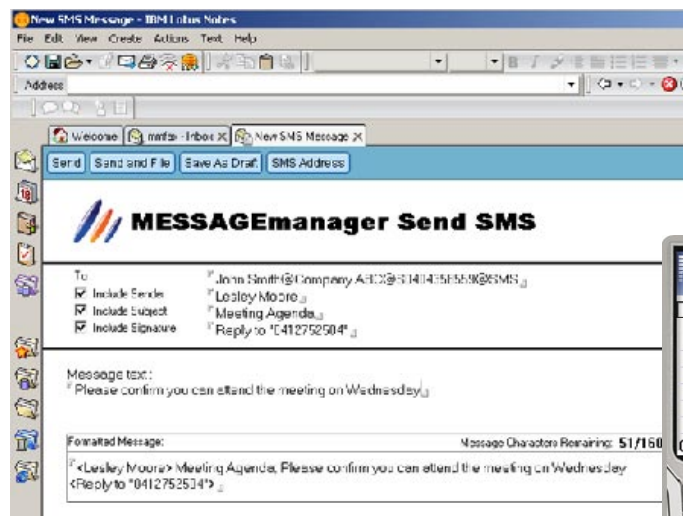 New SMS Message - IBM Lotus Notes
File Edit View Create Actions Text Help
Address
Welcome mmfax - Inbox X New SMS Message X
Send Send and File Save As Draft SMS Address
MESSAGEmanager Send SMS
To John Smith@Company ABC@
Include Sender Lesley Moore
Include Subject Meeting Agenda
Include Signature Reply to "0412752504"
Message text:
Please confirm you can attend the meeting on Wednesday
Formatted Message: Message Characters Remaining: 51/160
<Lesley Moore> Meeting Agenda, Please confirm you can attend the meeting on Wednesday
<Reply to "0412752504">